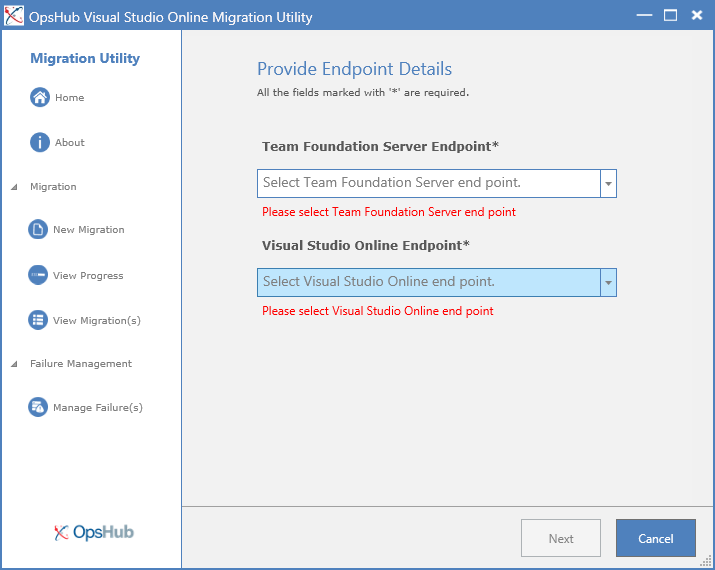 OpsHub Visual Studio Online Migration Utility
Migration Utility
Home
About
Migration
New Migration
View Progress
View Migration(s)
Failure Management
Manage Failure(s)
OpsHub
Provide Endpoint Details
All the fields marked with '*' are required.
Team Foundation Server Endpoint*
Select Team Foundation Server end point.
Please select Team Foundation Server end point
Visual Studio Online Endpoint*
Select Visual Studio Online end point.
Please select Visual Studio Online end point
Next
Cancel